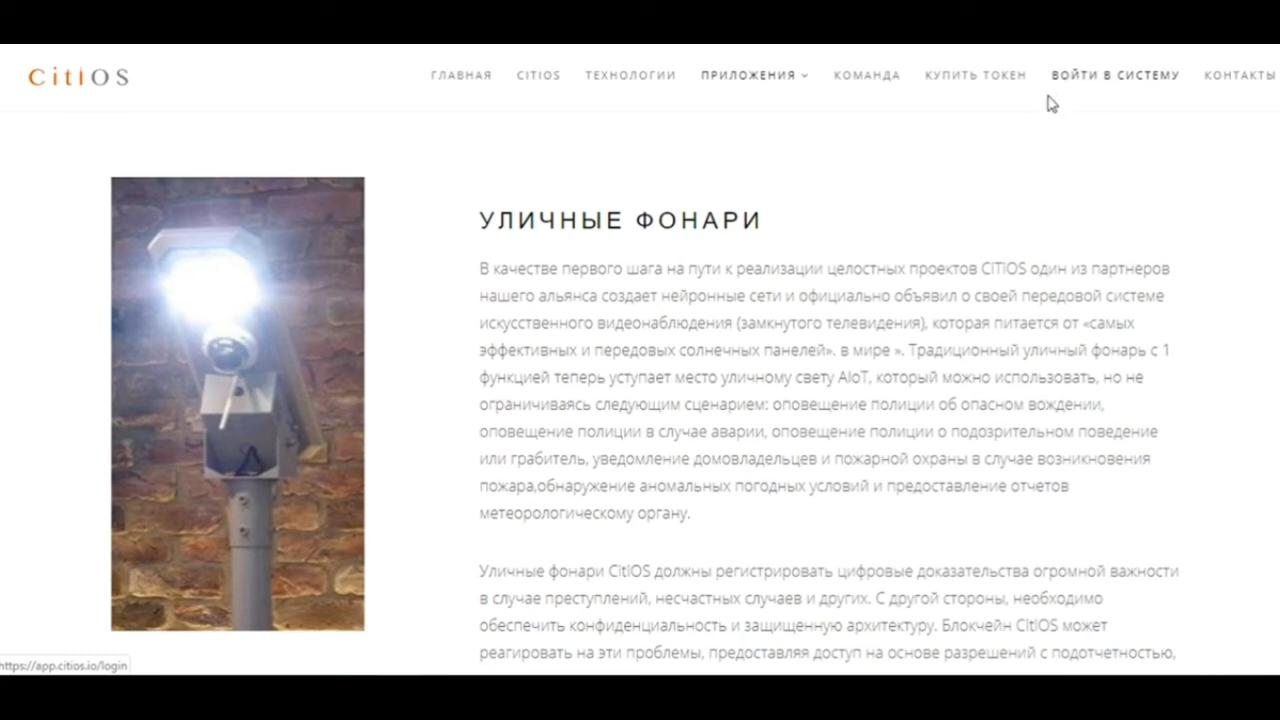 CitiOS
ГЛАВНАЯ CITIOS ТЕХНОЛОГИИ ПРИЛОЖЕНИЯ КОМАНДА КУПИТЬ ТОКЕН ВОЙТИ В СИСТЕМУ КОНТАКТЫ
УЛИЧНЫЕ ФОНАРИ
В качестве первого шага на пути к реализации целостных проектов CITIOS один из партнеров
нашего альянса создает нейронные сети и официально объявил о своей передовой системе
искусственного видеонаблюдения (замкнутого телевидения), которая питается от «самых
эффективных и передовых солнечных панелей». в мире ». Традиционный уличный фонарь с 1
функцией теперь уступает место уличному свету AIoT, который можно использовать, но не
ограничиваясь следующим сценарием: оповещение полиции об опасном вождении,
оповещение полиции в случае аварии, оповещение полиции о подозрительном поведение
или грабитель, уведомление домовладельцев и пожарной охраны в случае возникновения
пожара,обнаружение аномальных погодных условий и предоставление отчетов
метеорологическому органу.
Уличные фонари CitiOS должны регистрировать цифровые доказательства огромной важности
в случае преступлений, несчастных случаев и других. С другой стороны, необходимо
обеспечить конфиденциальность и защищенную архитектуру. Блокчейн CitiOS может
реагировать на эти проблемы, предоставляя доступ на основе разрешений с подотчетностью,
https://app.citios.io/login